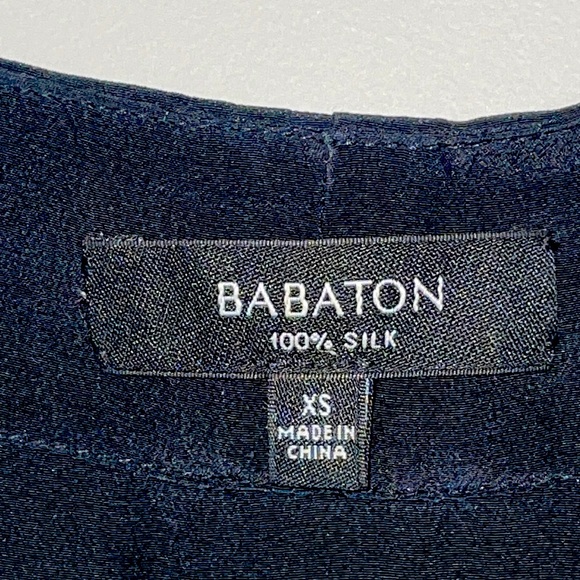 BABATON
100% SILK
XS
MADE IN
CHINA